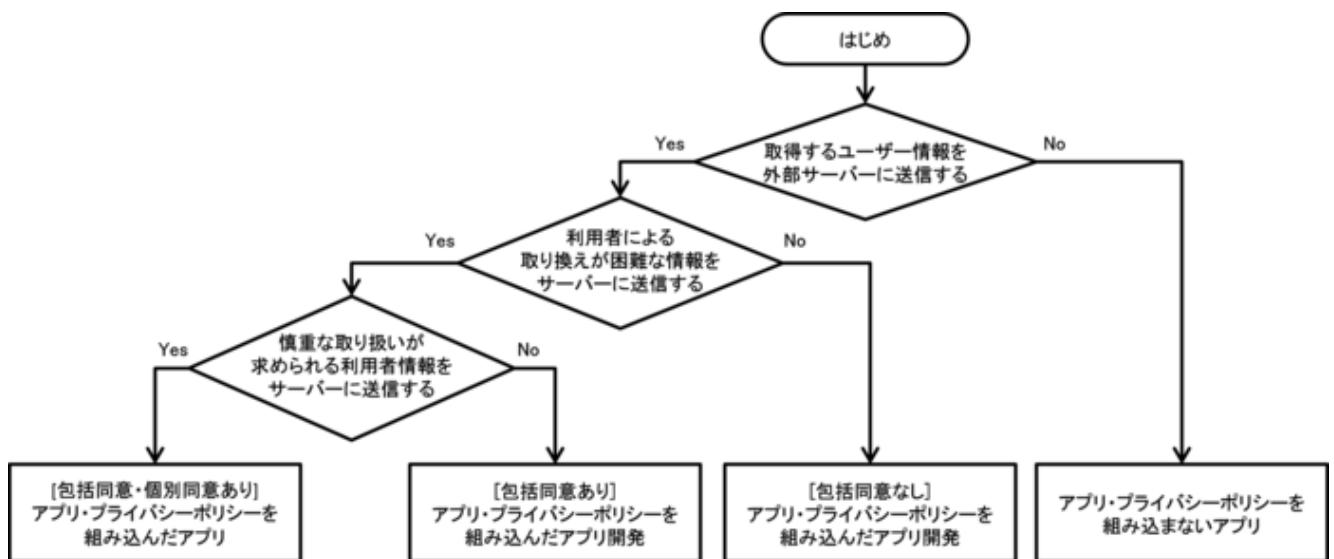 はじめ
Yes
取得するユーザー情報を
外部サーバーに送信する
No
Yes
利用者による
取り換えが困難な情報を
サーバーに送信する
No
Yes
慎重な取り扱いが
求められる利用者情報を
サーバーに送信する
No
[包括同意・個別同意あり]
アプリ・プライバシーポリシーを
組み込んだアプリ
[包括同意あり]
アプリ・プライバシーポリシーを
組み込んだアプリ開発
[包括同意なし]
アプリ・プライバシーポリシーを
組み込んだアプリ開発
アプリ・プライバシーポリシーを
組み込まないアプリ